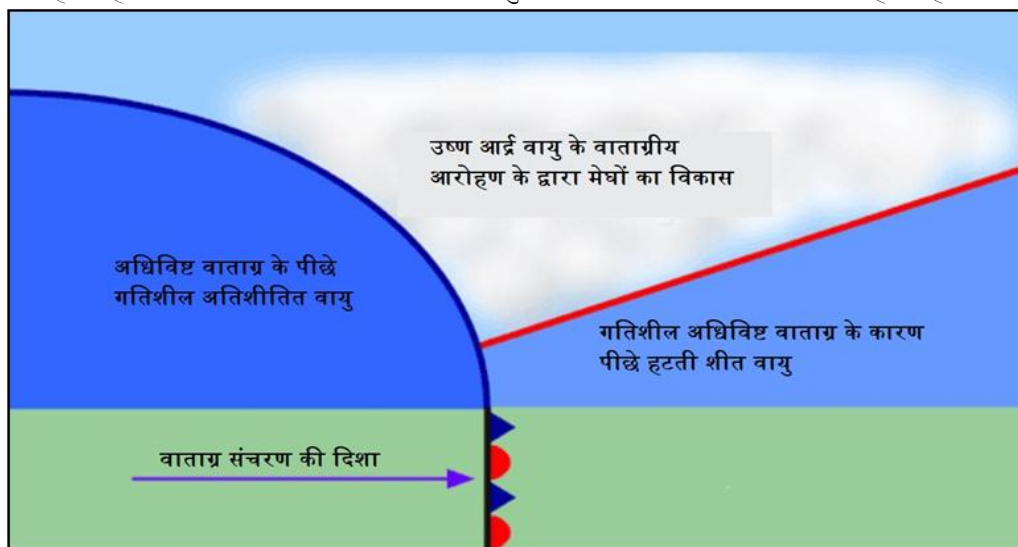 उष्ण आर्द्र वायु के वाताग्रीय
आरोहण के द्वारा मेघों का विकास
अधिविष्ट वाताग्र के पीछे
गतिशील अतिशीतित वायु
गतिशील अधिविष्ट वाताग्र के कारण
पीछे हटती शीत वायु
वाताग्र संचरण की दिशा